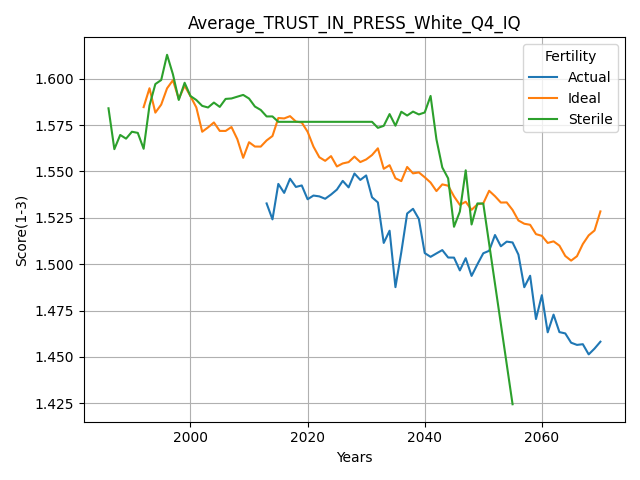 Average_TRUST_IN_PRESS_White_Q4_IQ
Fertility
Actual
Ideal
Sterile
Score(1-3)
1.600
1.575
1.550
1.525
1.500
1.475
1.450
1.425
2000
2020
2040
2060
Years